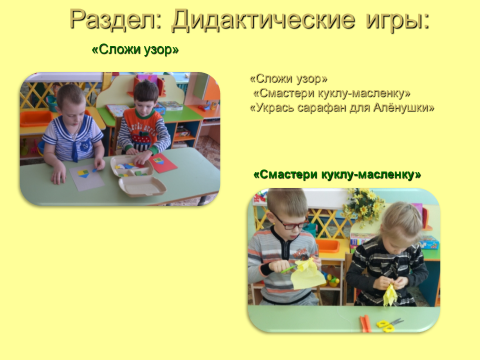 Раздел: Дидактические игры:
«Сложи узор»
«Сложи узор»
«Смастери куклу-масленку»
«Укрась сарафан для Алёнушки»
«Смастери куклу-масленку»